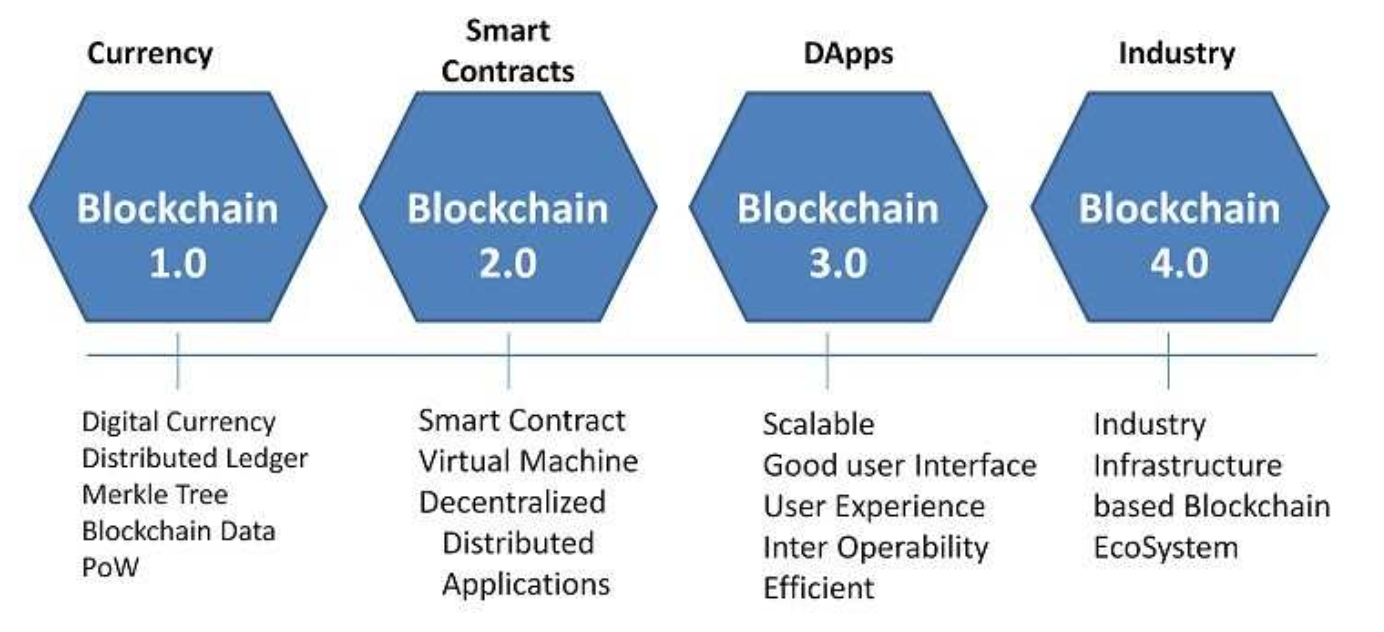 Currency
Smart
Contracts
DApps
Industry
Blockchain
1.0
Blockchain
2.0
Blockchain
3.0
Blockchain
4.0
Digital Currency
Distributed Ledger
Merkle Tree
Blockchain Data
PoW
Smart Contract
Virtual Machine
Decentralized
Distributed
Applications
Scalable
Good user Interface
User Experience
Inter Operability
Efficient
Industry
Infrastructure
based Blockchain
EcoSystem